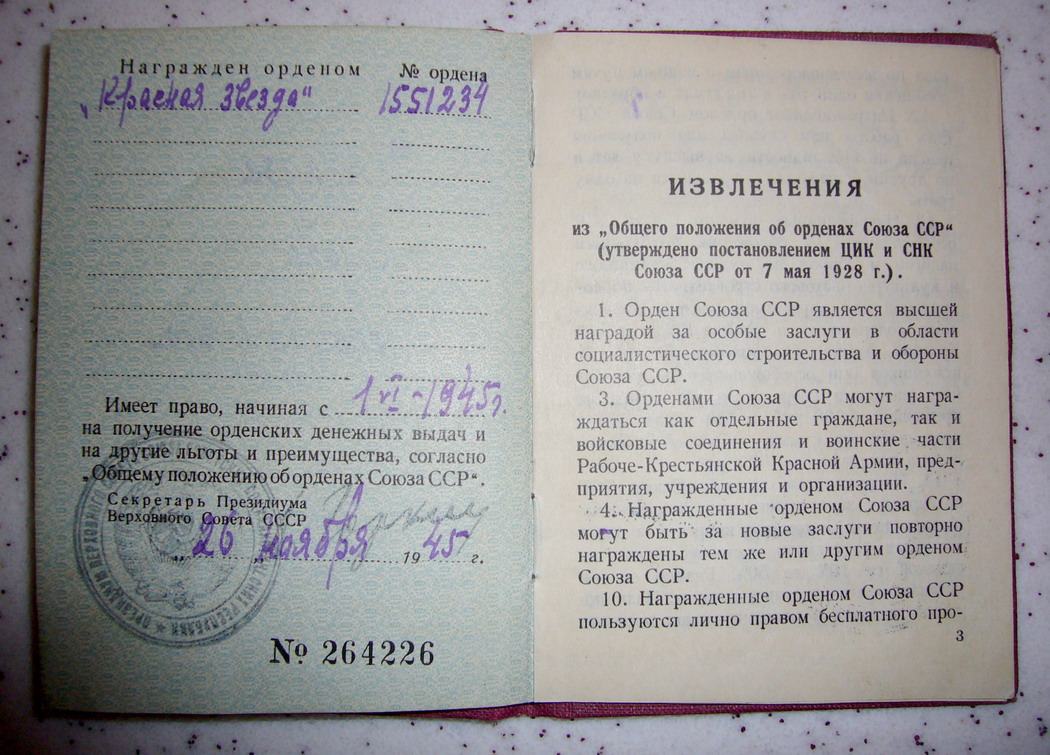 Награжден орденом № ордена
„Красная Звезда" 1551234
Имеет право, начиная с 1 VI - 1945 г.
на получение орденских денежных выдач и
на другие льготы и преимущества, согласно
„Общему положению об орденах Союза ССР".
Секретарь Президиума
Верховного Совета СССР
„26 „ ноября 1945 г.
№ 264226
ИЗВЛЕЧЕНИЯ
из „Общего положения об орденах Союза ССР"
(утверждено постановлением ЦИК и СНК
Союза ССР от 7 мая 1928 г.).
1. Орден Союза ССР является высшей
наградой за особые заслуги в области
социалистического строительства и обороны
Союза ССР.
3. Орденами Союза ССР могут награ-
ждаться как отдельные граждане, так и
войсковые соединения и воинские части
Рабоче-Крестьянской Красной Армии, пред-
приятия, учреждения и организации.
4. Награжденные орденом Союза ССР
могут быть за новые заслуги повторно
награждены тем же или другим орденом
Союза ССР.
10. Награжденные орденом Союза ССР
пользуются лично правом бесплатного про-
3